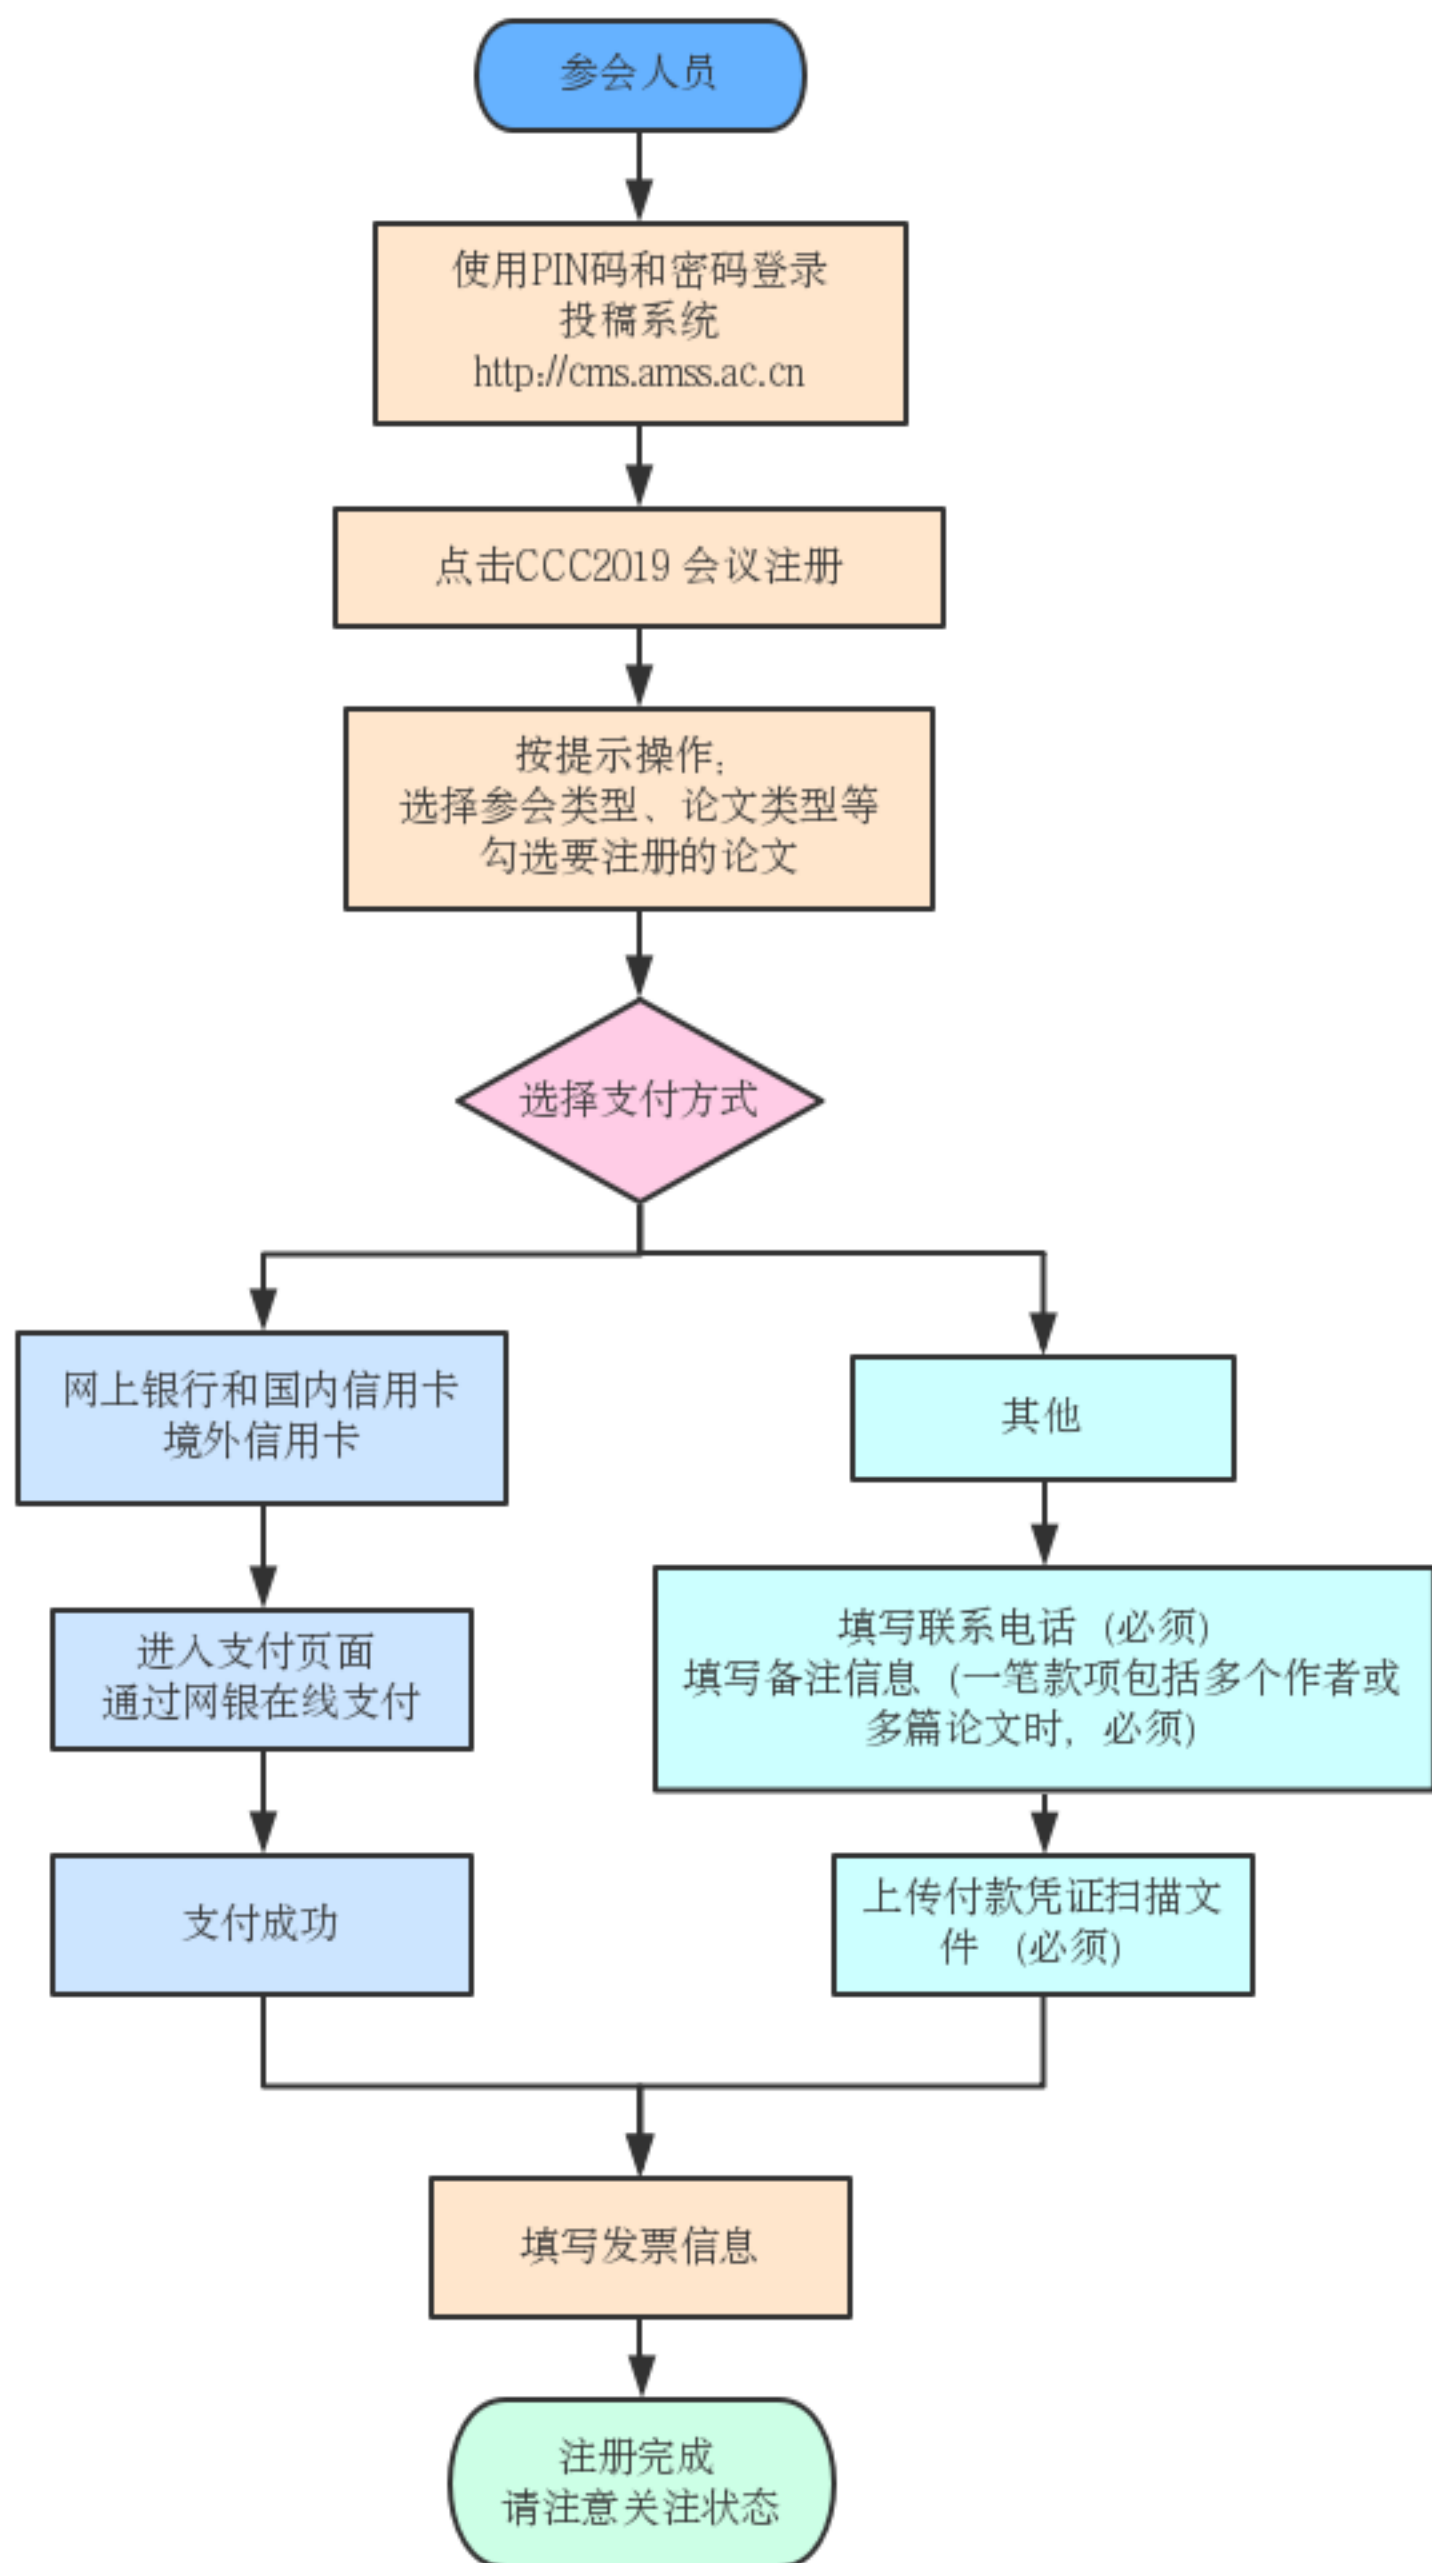 参会人员
使用PIN码和密码登录
投稿系统
http://cms.amss.ac.cn
点击CCC2019 会议注册
按提示操作;
选择参会类型、论文类型等
勾选要注册的论文
选择支付方式
网上银行和国内信用卡
境外信用卡
进入支付页面
通过网银在线支付
支付成功
其他
填写联系电话（必须）
填写备注信息（一笔款项包括多个作者或
多篇论文时，必须）
上传付款凭证扫描文
件 （必须）
填写发票信息
注册完成
请注意关注状态